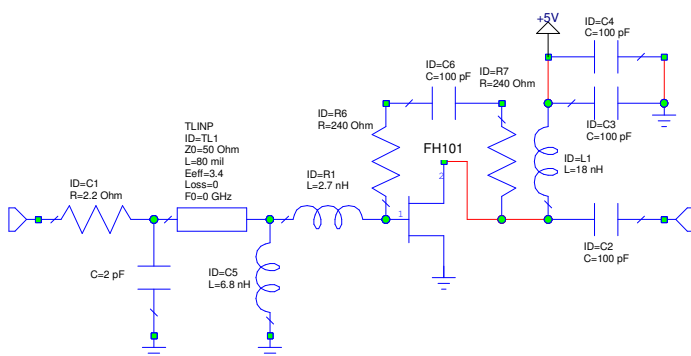 +5V
ID=C4
C=100 pF
ID=C6
C=100 pF
ID=R7
R=240 Ohm
ID=R6
R=240 Ohm
ID=C3
C=100 pF
TLINP
ID=TL1
Z0=50 Ohm
L=80 mil
Eeff=3.4
Loss=0
F0=0 GHz
FH101
2
1
ID=L1
L=18 nH
ID=C1
R=2.2 Ohm
ID=R1
L=2.7 nH
C=2 pF
ID=C5
L=6.8 nH
ID=C2
C=100 pF